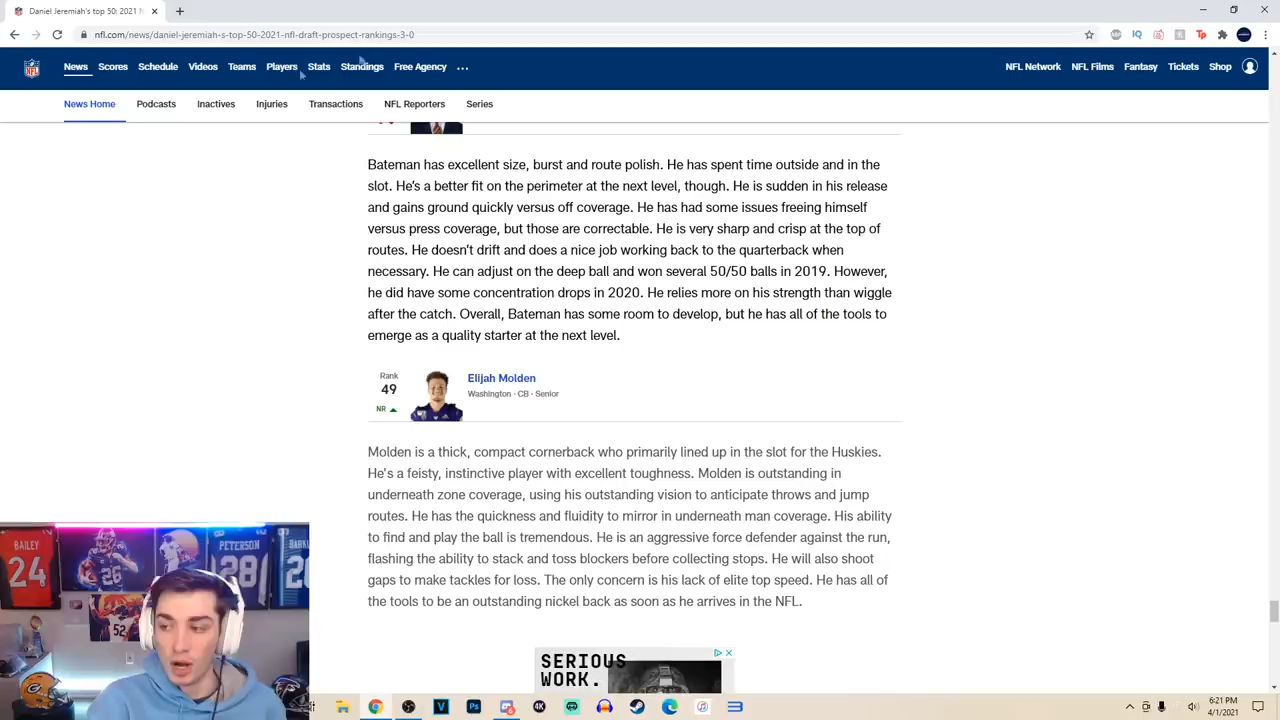 Daniel Jeremiah's top 50: 2021 N
nfl.com/news/daniel-jeremiah-s-top-50-2021-nfl-draft-prospect-rankings-3-0
NFL
News Scores Schedule Videos Teams Players Stats Standings Free Agency ...
NFL Network NFL Films Fantasy Tickets Shop
News Home Podcasts Inactives Injuries Transactions NFL Reporters Series
Bateman has excellent size, burst and route polish. He has spent time outside and in the
slot. He's a better fit on the perimeter at the next level, though. He is sudden in his release
and gains ground quickly versus off coverage. He has had some issues freeing himself
versus press coverage, but those are correctable. He is very sharp and crisp at the top of
routes. He doesn't drift and does a nice job working back to the quarterback when
necessary. He can adjust on the deep ball and won several 50/50 balls in 2019. However,
he did have some concentration drops in 2020. He relies more on his strength than wiggle
after the catch. Overall, Bateman has some room to develop, but he has all of the tools to
emerge as a quality starter at the next level.
Rank
49
NR
Elijah Molden
Washington · CB · Senior
Molden is a thick, compact cornerback who primarily lined up in the slot for the Huskies.
He's a feisty, instinctive player with excellent toughness. Molden is outstanding in
underneath zone coverage, using his outstanding vision to anticipate throws and jump
routes. He has the quickness and fluidity to mirror in underneath man coverage. His ability
to find and play the ball is tremendous. He is an aggressive force defender against the run,
flashing the ability to stack and toss blockers before collecting stops. He will also shoot
gaps to make tackles for loss. The only concern is his lack of elite top speed. He has all of
the tools to be an outstanding nickel back as soon as he arrives in the NFL.
SERIOUS
WORK.
BAILEY
24
26
52
PETERSON
28
BARK
2
6:21 PM
4/1/2021